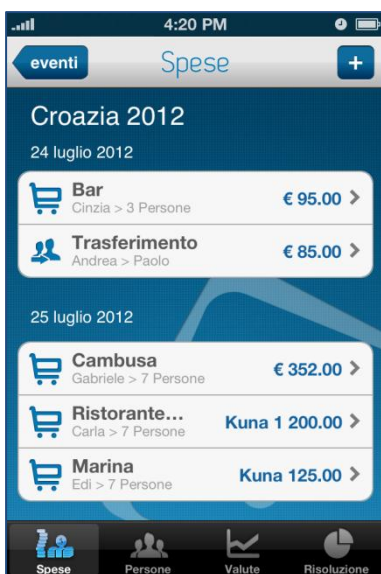 4:20 PM
eventi
Spese
+
Croazia 2012
24 luglio 2012
Bar
€ 95.00 >
Cinzia > 3 Persone
Trasferimento
€ 85.00 >
Andrea > Paolo
25 luglio 2012
Cambusa
€ 352.00 >
Gabriele > 7 Persone
Ristorante...
Kuna 1 200.00 >
Carla > 7 Persone
Marina
Kuna 125.00 >
Edi > 7 Persone
Spese
Persone
Valute
Risoluzione